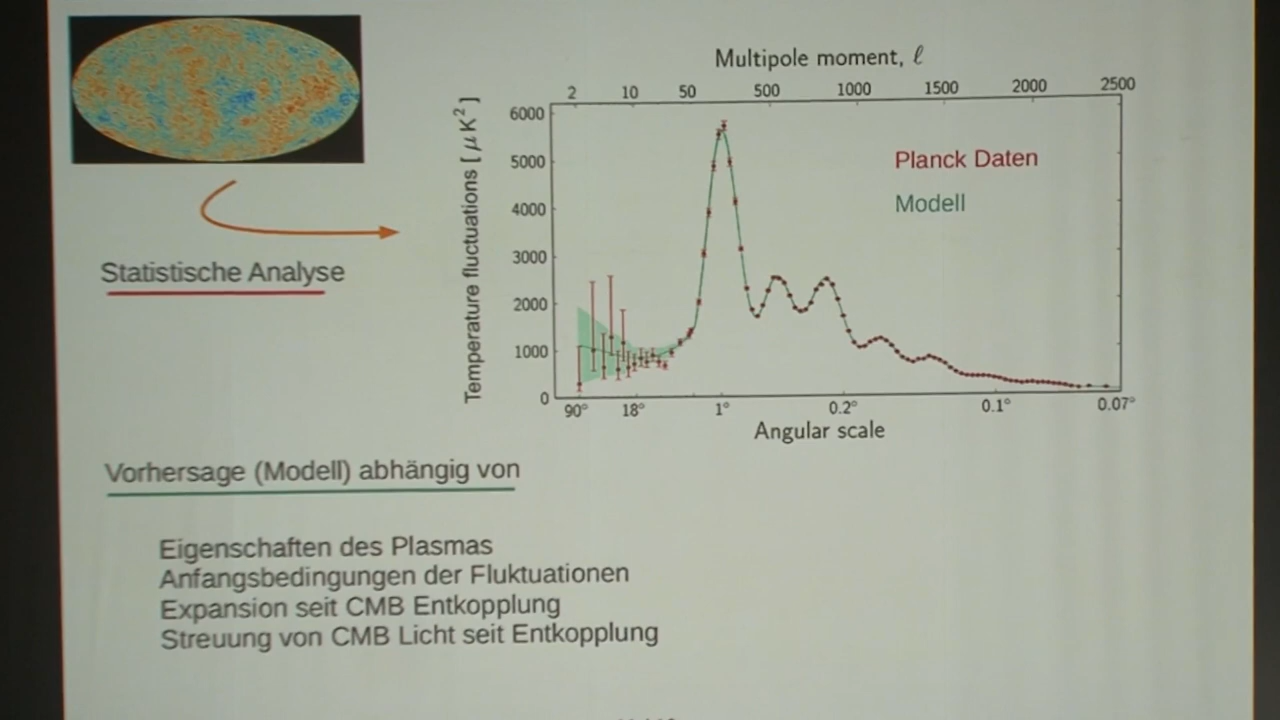 Multipole moment, ℓ
2 10 50 500 1000 1500 2000 2500
Temperature fluctuations [ μ K² ]
6000
5000
4000
3000
2000
1000
0
Planck Daten
Modell
90° 18° 1° 0.2° 0.1° 0.07°
Angular scale
Statistische Analyse
Vorhersage (Modell) abhängig von
Eigenschaften des Plasmas
Anfangsbedingungen der Fluktuationen
Expansion seit CMB Entkopplung
Streuung von CMB Licht seit Entkopplung